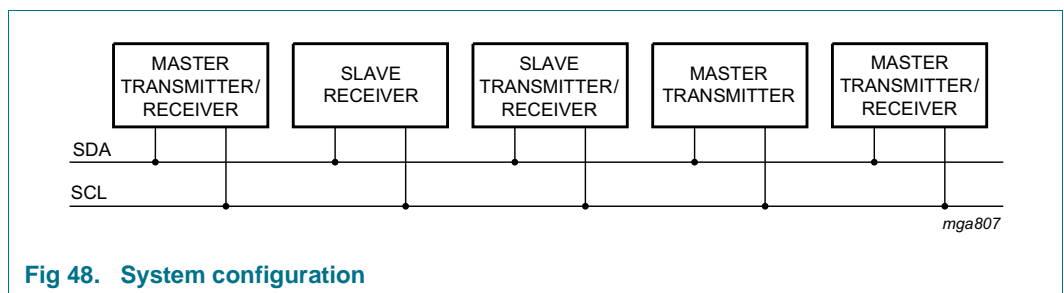 MASTER
TRANSMITTER/
RECEIVER
SLAVE
RECEIVER
SLAVE
TRANSMITTER/
RECEIVER
MASTER
TRANSMITTER
MASTER
TRANSMITTER/
RECEIVER
SDA
SCL
mga807
Fig 48. System configuration